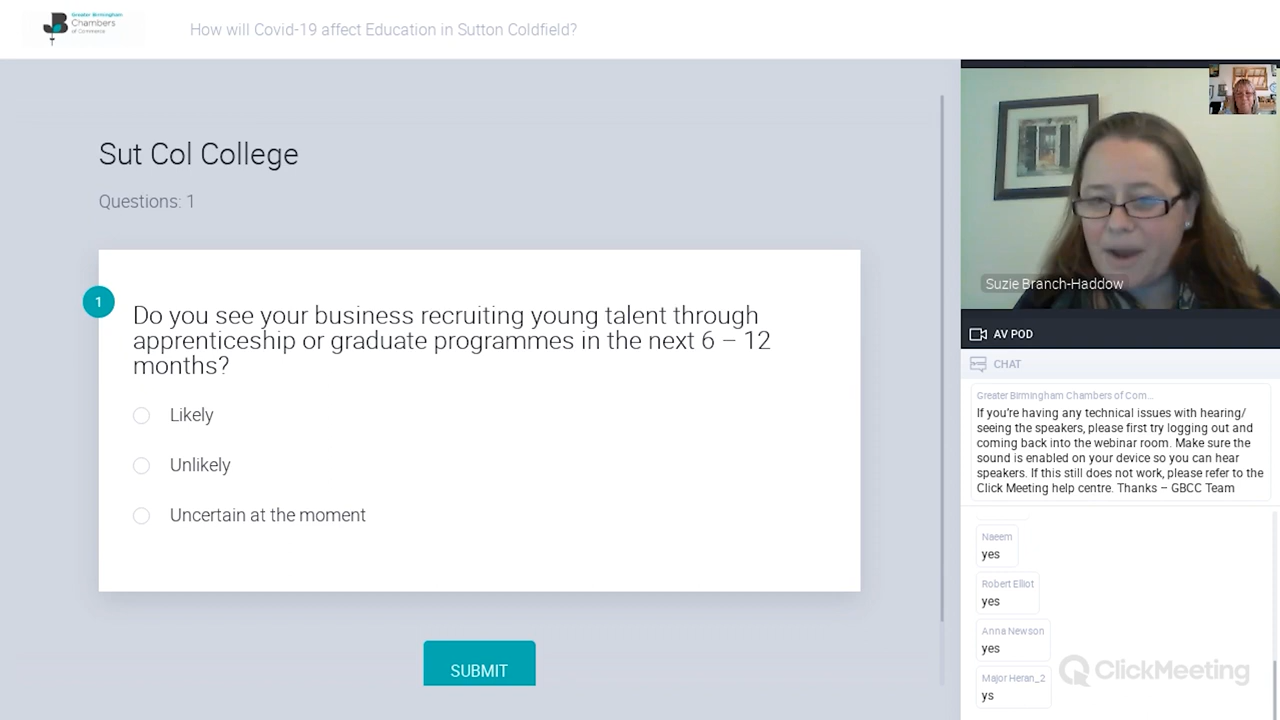 Greater Birmingham
Chambers
of Commerce
How will Covid-19 affect Education in Sutton Coldfield?
Sut Col College
Questions: 1
1
Do you see your business recruiting young talent through
apprenticeship or graduate programmes in the next 6 – 12
months?
Likely
Unlikely
Uncertain at the moment
SUBMIT
Suzie Branch-Haddow
AV POD
CHAT
Greater Birmingham Chambers of Com...
If you're having any technical issues with hearing/
seeing the speakers, please first try logging out and
coming back into the webinar room. Make sure the
sound is enabled on your device so you can hear
speakers. If this still does not work, please refer to the
Click Meeting help centre. Thanks – GBCC Team
Naeem
yes
Robert Elliot
yes
Anna Newson
yes
Major Heran_2
ys
ClickMeeting